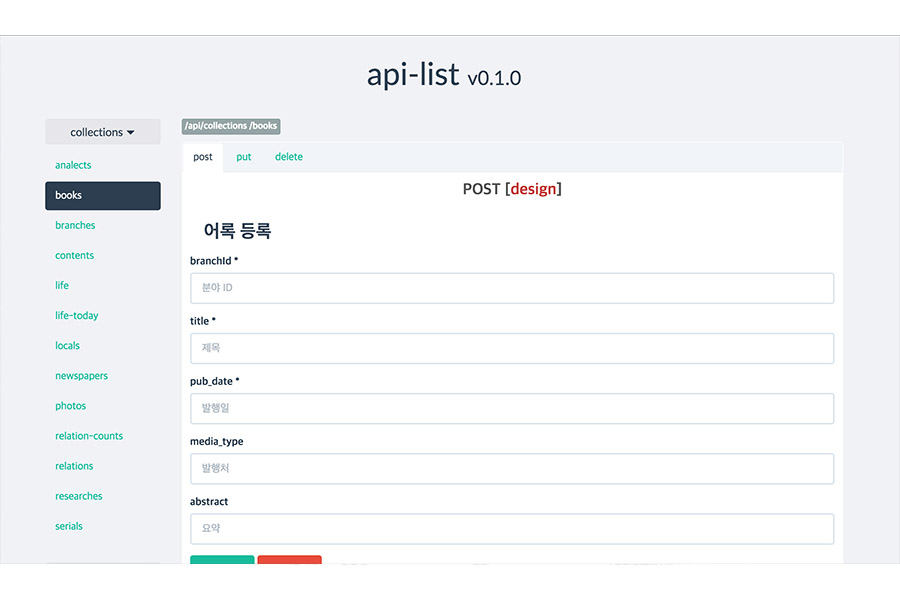 api-list v0.1.0
collections
analects
books
branches
contents
life
life-today
locals
newspapers
photos
relation-counts
relations
researches
serials
/api/collections /books
post put delete
POST [design]
어록 등록
branchId *
분야 ID
title *
제목
pub_date *
발행일
media_type
발행처
abstract
요약